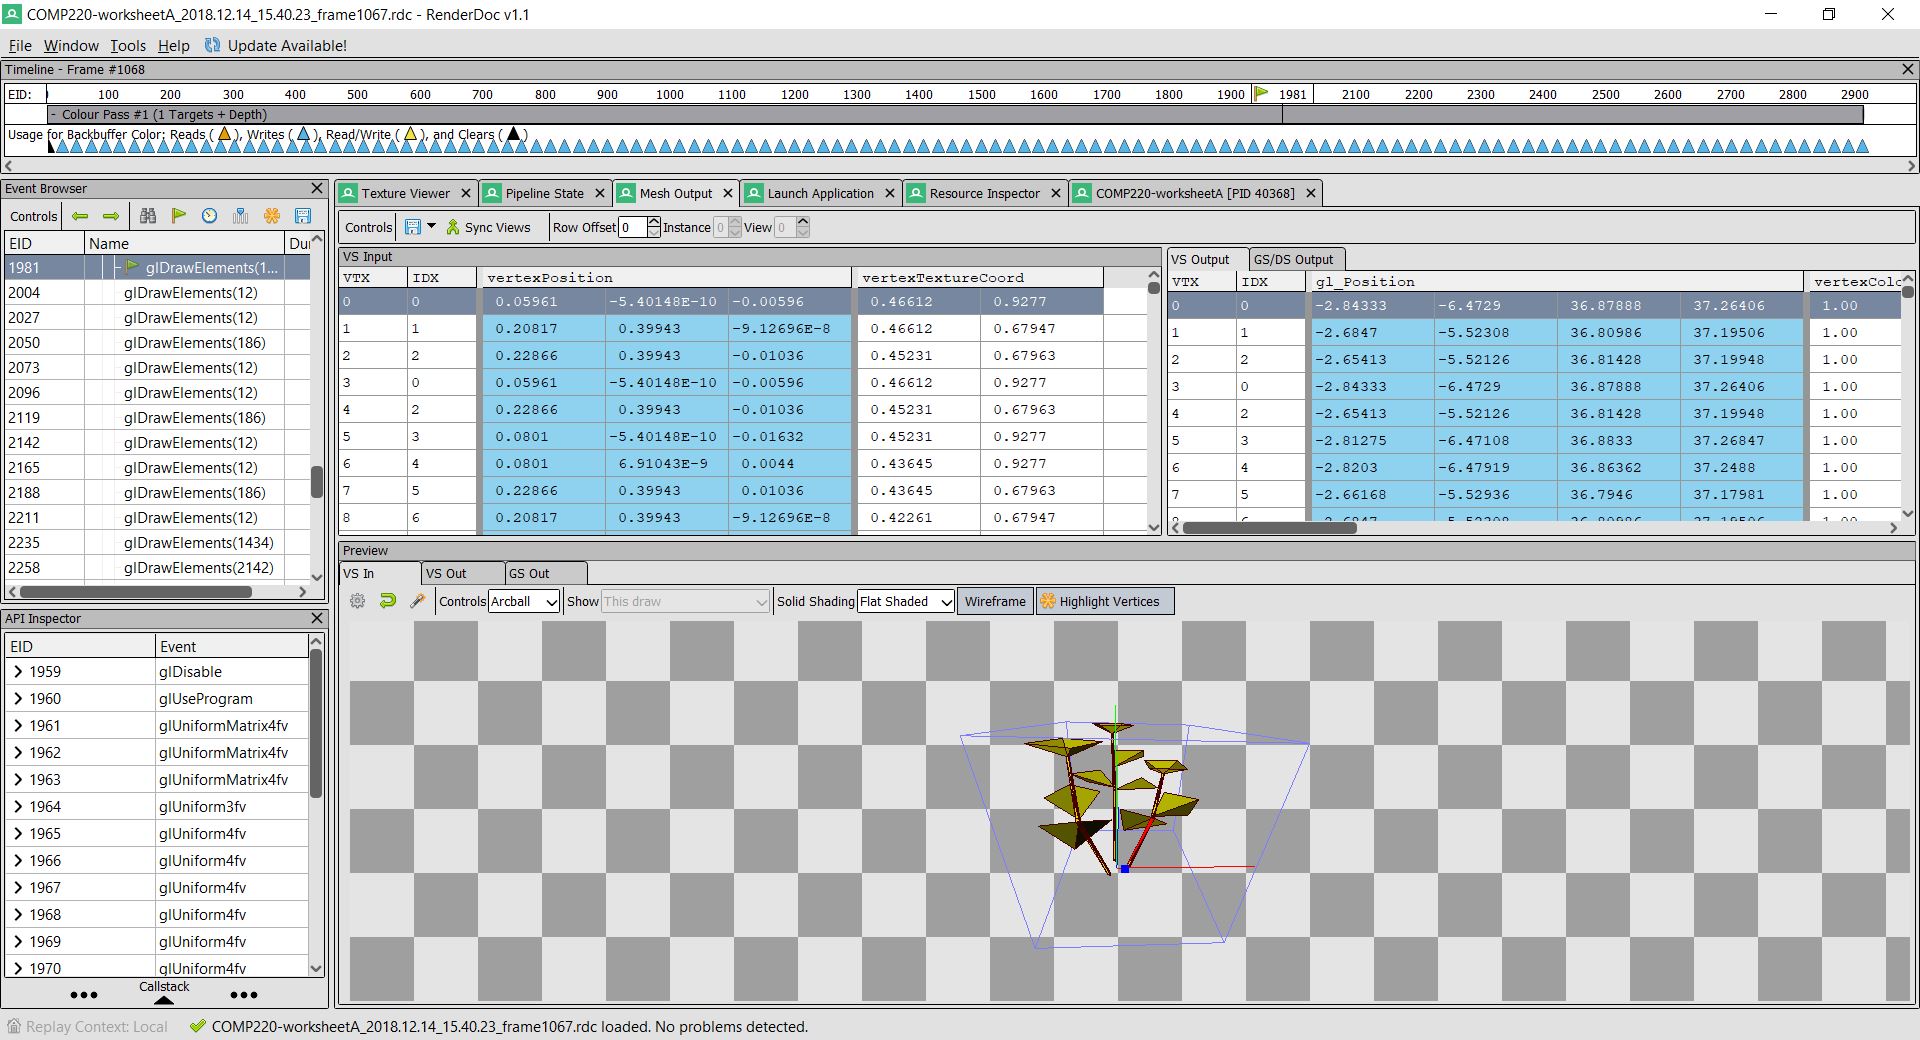 COMP220-worksheetA_2018.12.14_15.40.23_frame1067.rdc - RenderDoc v1.1
File Window Tools Help Update Available!
Timeline - Frame #1068
EID: 100 200 300 400 500 600 700 800 900 1000 1100 1200 1300 1400 1500 1600 1700 1800 1900 1981 2100 2200 2300 2400 2500 2600 2700 2800 2900
- Colour Pass #1 (1 Targets + Depth)
Usage for Backbuffer Color: Reads ( ), Writes ( ), Read/Write ( ), and Clears ( )
Event Browser
Controls
EID Name Du
1981 glDrawElements(1...
2004 glDrawElements(12)
2027 glDrawElements(12)
2050 glDrawElements(186)
2073 glDrawElements(12)
2096 glDrawElements(12)
2119 glDrawElements(186)
2142 glDrawElements(12)
2165 glDrawElements(12)
2188 glDrawElements(186)
2211 glDrawElements(12)
2235 glDrawElements(1434)
2258 glDrawElements(2142)
API Inspector
EID Event
1959 glDisable
1960 glUseProgram
1961 glUniformMatrix4fv
1962 glUniformMatrix4fv
1963 glUniformMatrix4fv
1964 glUniform3fv
1965 glUniform4fv
1966 glUniform4fv
1967 glUniform4fv
1968 glUniform4fv
1969 glUniform4fv
1970 glUniform4fv
Callstack
Texture Viewer Pipeline State Mesh Output Launch Application Resource Inspector COMP220-worksheetA [PID 40368]
Controls Sync Views Row Offset 0 Instance 0 View 0
VS Input
VTX IDX vertexPosition vertexTextureCoord
0 0 0.05961 -5.40148E-10 -0.00596 0.46612 0.9277
1 1 0.20817 0.39943 -9.12696E-8 0.46612 0.67947
2 2 0.22866 0.39943 -0.01036 0.45231 0.67963
3 0 0.05961 -5.40148E-10 -0.00596 0.46612 0.9277
4 2 0.22866 0.39943 -0.01036 0.45231 0.67963
5 3 0.0801 -5.40148E-10 -0.01632 0.45231 0.9277
6 4 0.0801 6.91043E-9 0.0044 0.43645 0.9277
7 5 0.22866 0.39943 0.01036 0.43645 0.67963
8 6 0.20817 0.39943 -9.12696E-8 0.42261 0.67947
VS Output GS/DS Output
VTX IDX gl_Position vertexColo
0 0 -2.84333 -6.4729 36.87888 37.26406 1.00
1 1 -2.6847 -5.52308 36.80986 37.19506 1.00
2 2 -2.65413 -5.52126 36.81428 37.19948 1.00
3 0 -2.84333 -6.4729 36.87888 37.26406 1.00
4 2 -2.65413 -5.52126 36.81428 37.19948 1.00
5 3 -2.81275 -6.47108 36.8833 37.26847 1.00
6 4 -2.8203 -6.47919 36.86362 37.2488 1.00
7 5 -2.66168 -5.52936 36.7946 37.17981 1.00
8 6 -2.6847 -5.52308 36.80986 37.19506 1.00
Preview
VS In VS Out GS Out
Controls Arcball Show This draw Solid Shading Flat Shaded Wireframe Highlight Vertices
Replay Context: Local COMP220-worksheetA_2018.12.14_15.40.23_frame1067.rdc loaded. No problems detected.